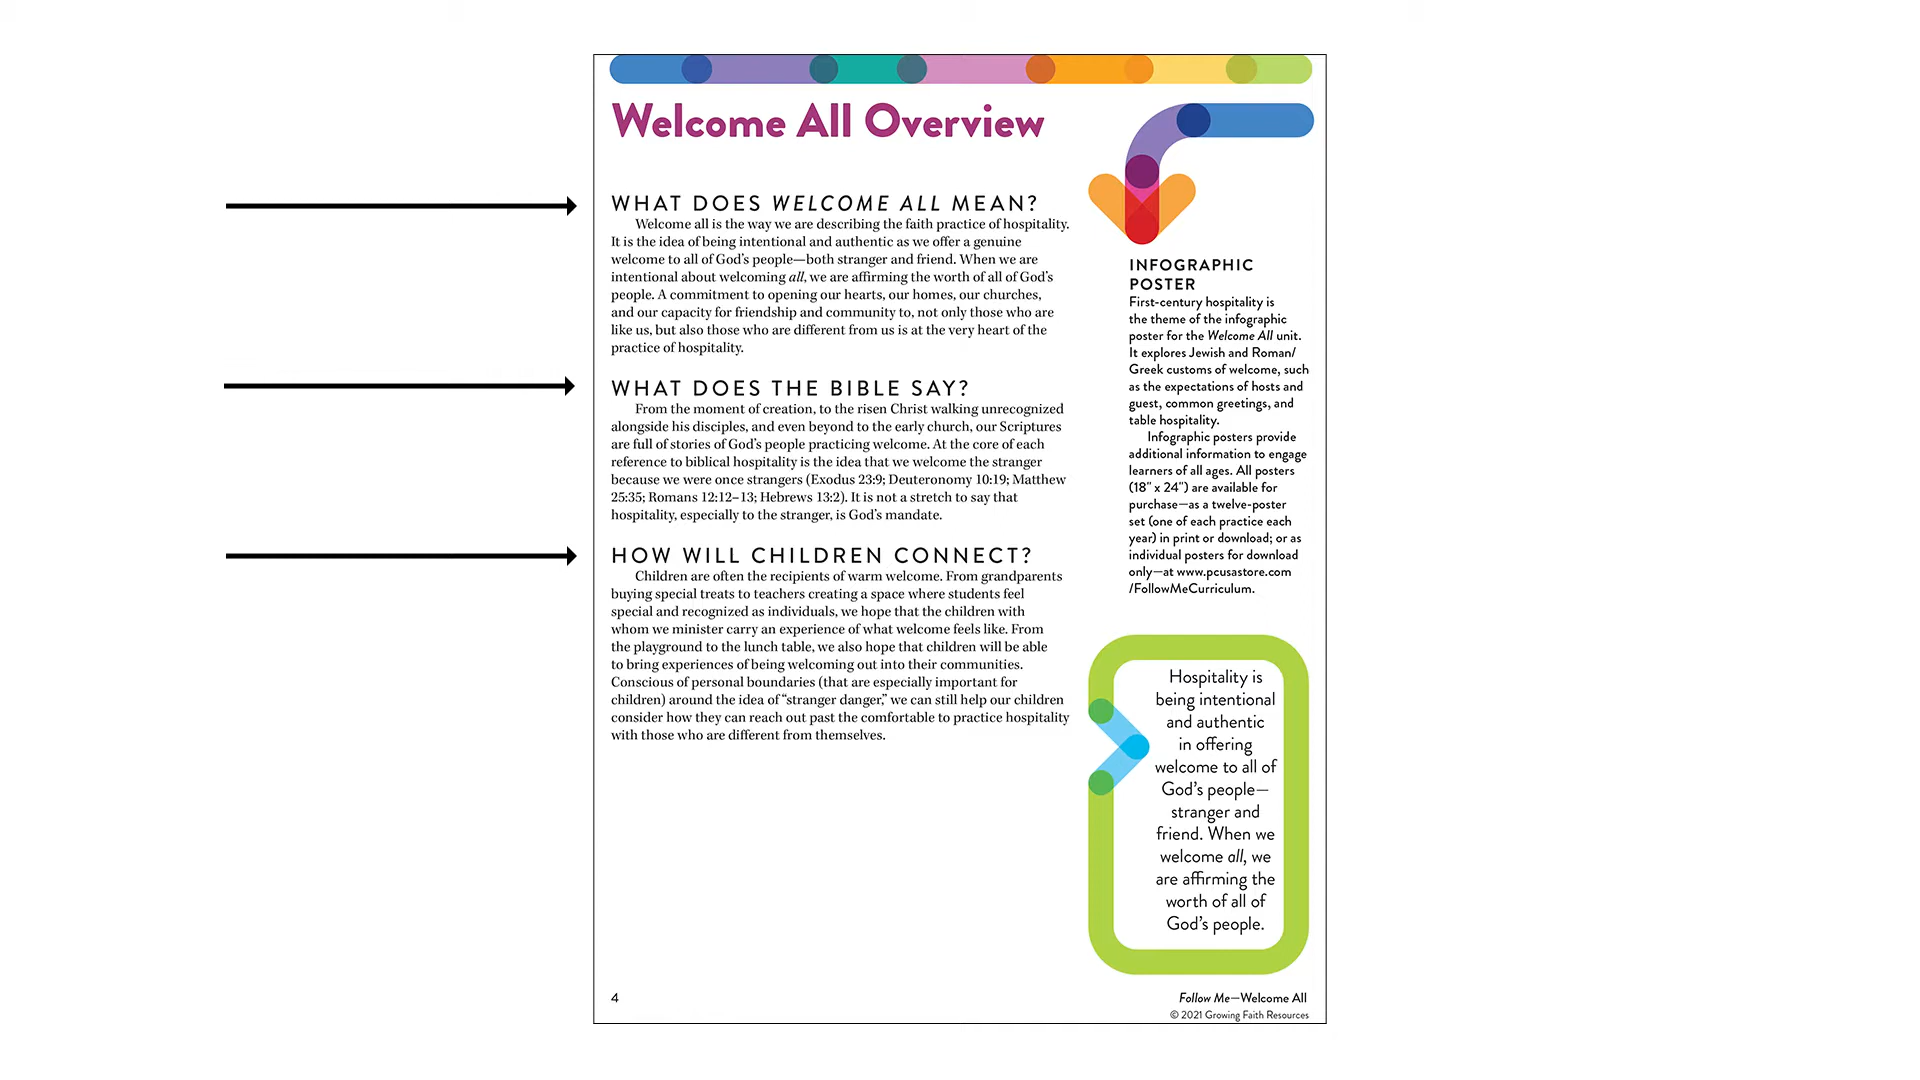 Welcome All Overview
WHAT DOES WELCOME ALL MEAN?
Welcome all is the way we are describing the faith practice of hospitality.
It is the idea of being intentional and authentic as we offer a genuine
welcome to all of God's people—both stranger and friend. When we are
intentional about welcoming all, we are affirming the worth of all of God's
people. A commitment to opening our hearts, our homes, our churches,
and our capacity for friendship and community to, not only those who are
like us, but also those who are different from us is at the very heart of the
practice of hospitality.
WHAT DOES THE BIBLE SAY?
From the moment of creation, to the risen Christ walking unrecognized
alongside his disciples, and even beyond to the early church, our Scriptures
are full of stories of God's people practicing welcome. At the core of each
reference to biblical hospitality is the idea that we welcome the stranger
because we were once strangers (Exodus 23:9; Deuteronomy 10:19; Matthew
25:35; Romans 12:12–13; Hebrews 13:2). It is not a stretch to say that
hospitality, especially to the stranger, is God's mandate.
HOW WILL CHILDREN CONNECT?
Children are often the recipients of warm welcome. From grandparents
buying special treats to teachers creating a space where students feel
special and recognized as individuals, we hope that the children with
whom we minister carry an experience of what welcome feels like. From
the playground to the lunch table, we also hope that children will be able
to bring experiences of being welcoming out into their communities.
Conscious of personal boundaries (that are especially important for
children) around the idea of "stranger danger," we can still help our children
consider how they can reach out past the comfortable to practice hospitality
with those who are different from themselves.
INFOGRAPHIC
POSTER
First-century hospitality is
the theme of the infographic
poster for the Welcome All unit.
It explores Jewish and Roman/
Greek customs of welcome, such
as the expectations of hosts and
guest, common greetings, and
table hospitality.
Infographic posters provide
additional information to engage
learners of all ages. All posters
(18" x 24") are available for
purchase—as a twelve-poster
set (one of each practice each
year) in print or download; or as
individual posters for download
only—at www.pcusastore.com
/FollowMeCurriculum.
Hospitality is
being intentional
and authentic
in offering
welcome to all of
God's people—
stranger and
friend. When we
welcome all, we
are affirming the
worth of all of
God's people.
4
Follow Me—Welcome All
© 2021 Growing Faith Resources